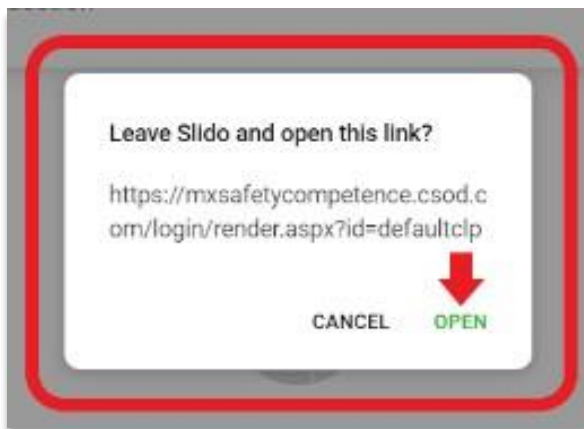 Leave Slido and open this link?
https://mxsafetycompetence.csod.c
om/login/render.aspx?id=defaultclp
CANCEL OPEN